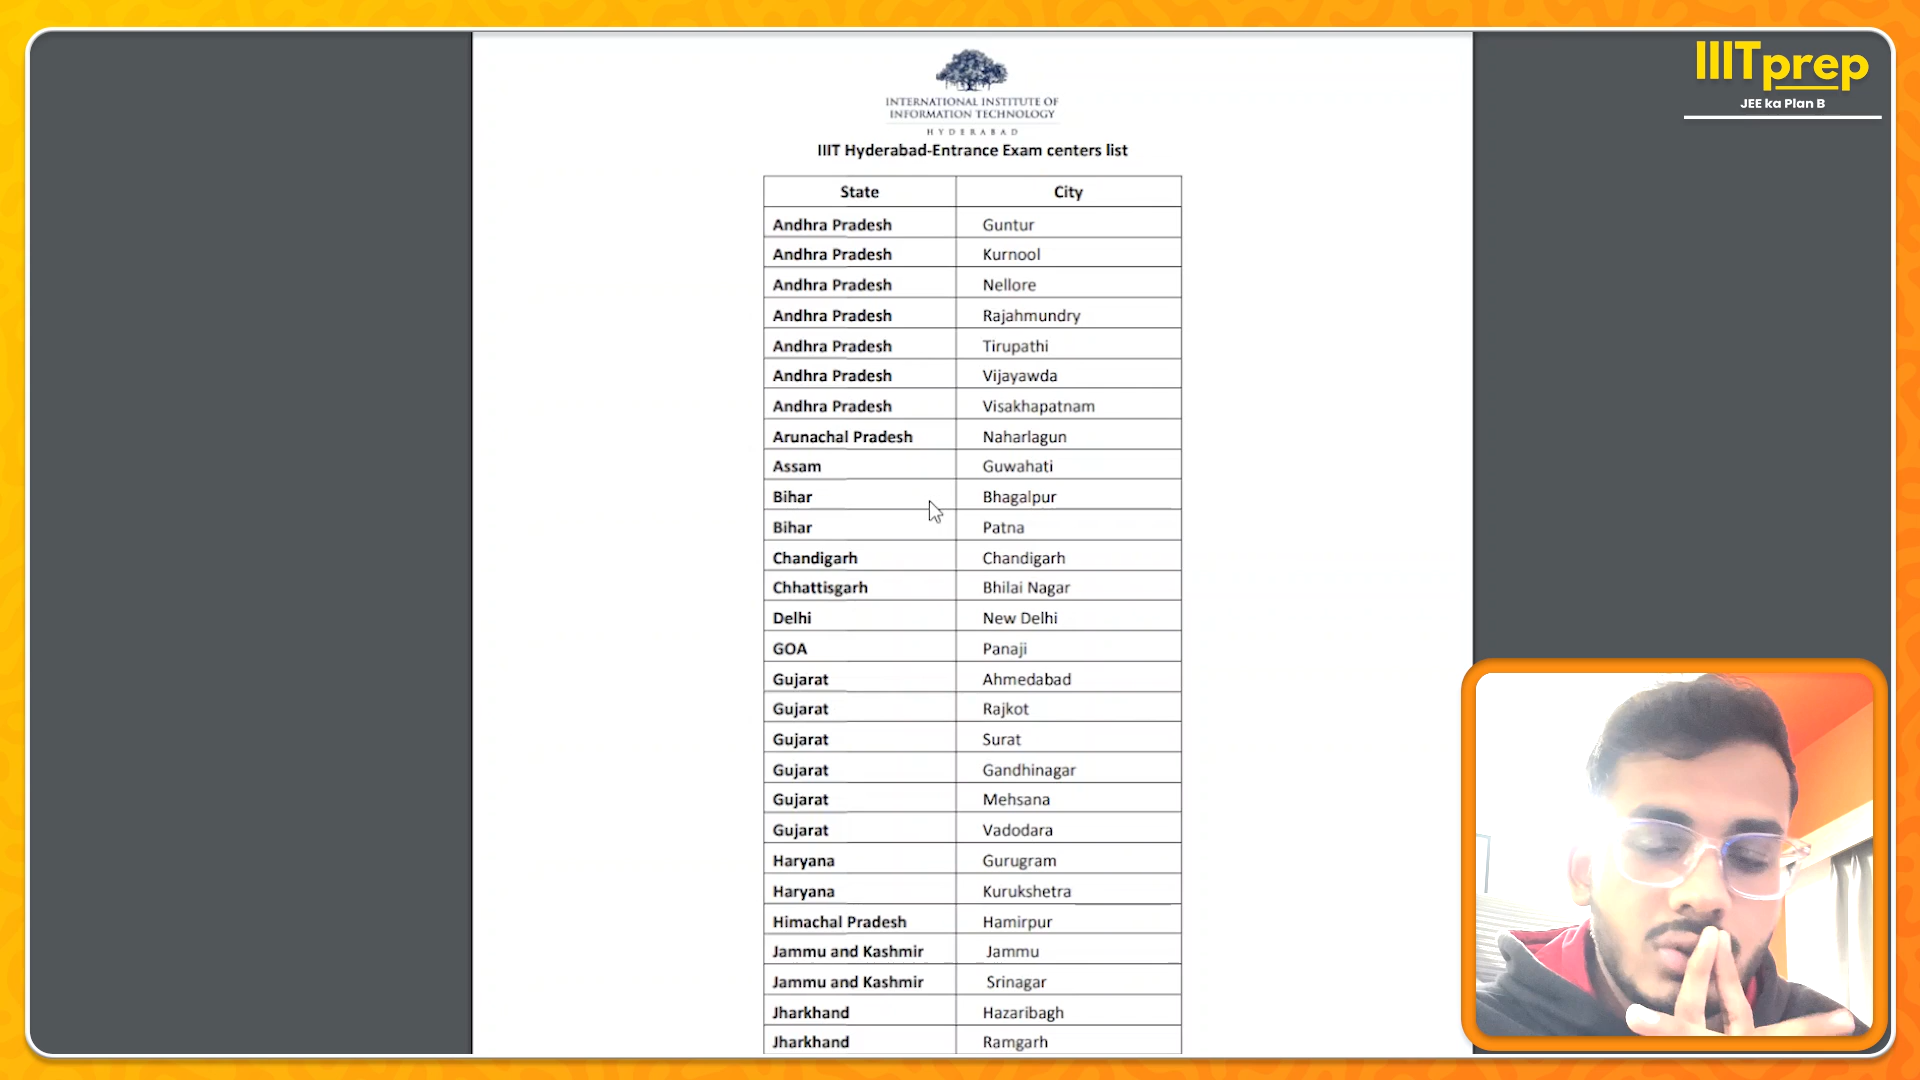 IIITprep
JEE ka Plan B
INTERNATIONAL INSTITUTE OF
INFORMATION TECHNOLOGY
HYDERABAD
IIIT Hyderabad-Entrance Exam centers list
State City
Andhra Pradesh Guntur
Andhra Pradesh Kurnool
Andhra Pradesh Nellore
Andhra Pradesh Rajahmundry
Andhra Pradesh Tirupathi
Andhra Pradesh Vijayawda
Andhra Pradesh Visakhapatnam
Arunachal Pradesh Naharlagun
Assam Guwahati
Bihar Bhagalpur
Bihar Patna
Chandigarh Chandigarh
Chhattisgarh Bhilai Nagar
Delhi New Delhi
GOA Panaji
Gujarat Ahmedabad
Gujarat Rajkot
Gujarat Surat
Gujarat Gandhinagar
Gujarat Mehsana
Gujarat Vadodara
Haryana Gurugram
Haryana Kurukshetra
Himachal Pradesh Hamirpur
Jammu and Kashmir Jammu
Jammu and Kashmir Srinagar
Jharkhand Hazaribagh
Jharkhand Ramgarh